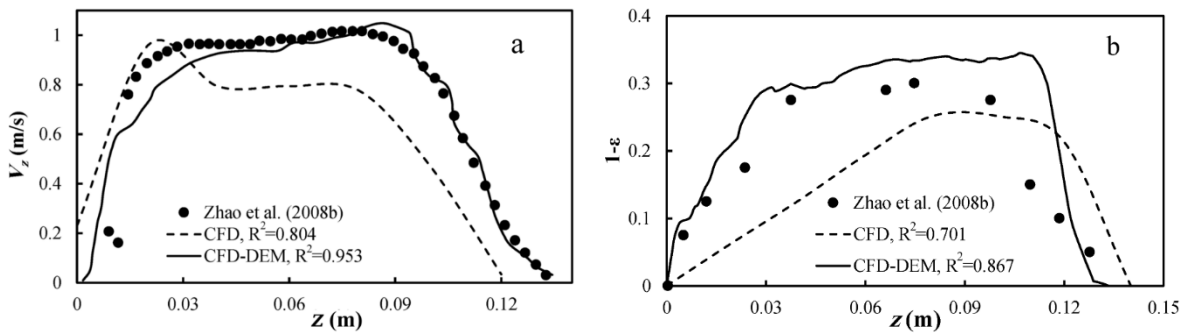 a
1
0.8
0.6
0.4
0.2
0
V_z (m/s)
Zhao et al. (2008b)
CFD, R²=0.804
CFD-DEM, R²=0.953
0
0.03
0.06
0.09
0.12
z (m)
b
0.4
0.3
0.2
0.1
0
1-ε
Zhao et al. (2008b)
CFD, R²=0.701
CFD-DEM, R²=0.867
0
0.03
0.06
0.09
0.12
0.15
z (m)